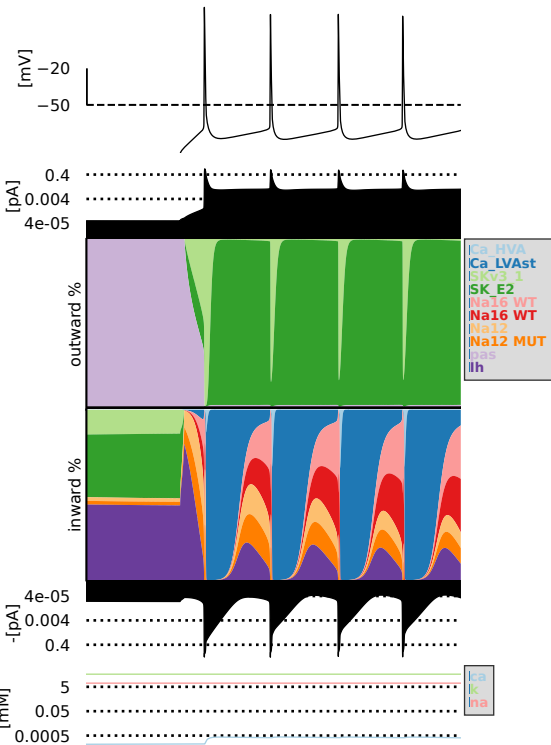 [mV]
−20
−50
[pA]
0.4
0.004
4e-05
outward %
Ca_HVA
Ca_LVAst
SKv3_1
SK_E2
Na16 WT
Na16 WT
Na12
Na12 MUT
pas
Ih
inward %
-[pA]
4e-05
0.004
0.4
[mM]
5
0.05
0.0005
ca
k
na